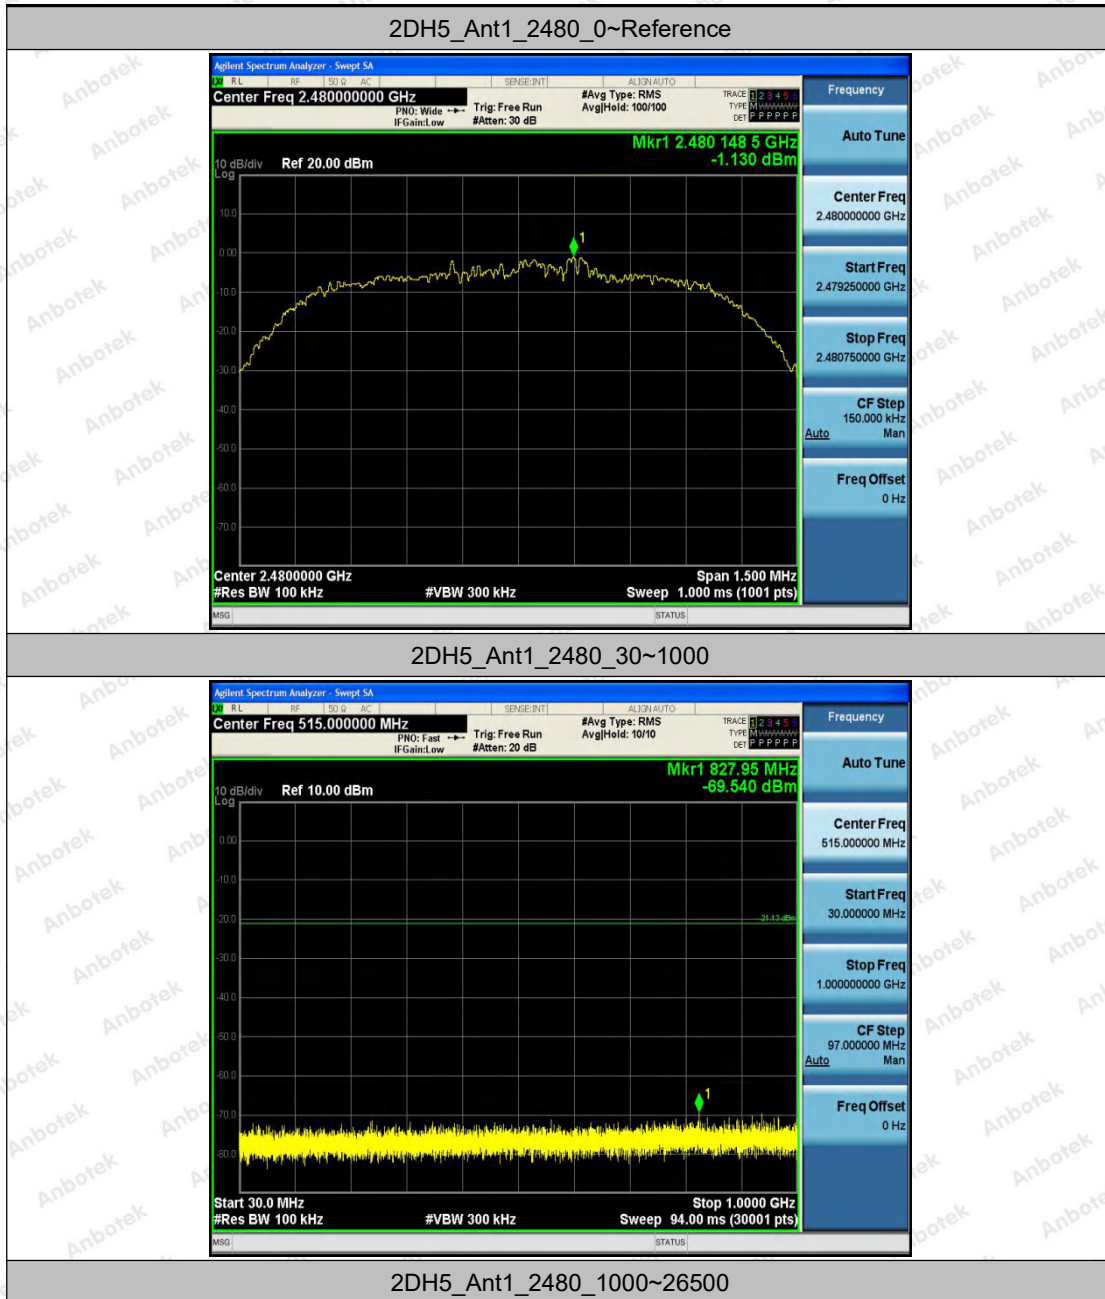 2DH5_Ant1_2480_0~Reference
Agilent Spectrum Analyzer - Swept SA
RL RF 50 Ω AC SENSE:INT ALIGN AUTO
Center Freq 2.480000000 GHz
PNO: Wide
IFGain:Low
Trig: Free Run
#Atten: 30 dB
#Avg Type: RMS
Avg|Hold: 100/100
TRACE 1 2 3 4 5 6
TYPE M
DET P P P P P P
Mkr1 2.480 148 5 GHz
-1.130 dBm
10 dB/div Ref 20.00 dBm
Log
10.0
0.00
-10.0
-20.0
-30.0
-40.0
-50.0
-60.0
-70.0
1
Center 2.4800000 GHz Span 1.500 MHz
#Res BW 100 kHz #VBW 300 kHz Sweep 1.000 ms (1001 pts)
MSG STATUS
Frequency
Auto Tune
Center Freq
2.480000000 GHz
Start Freq
2.479250000 GHz
Stop Freq
2.480750000 GHz
CF Step
150.000 kHz
Auto Man
Freq Offset
0 Hz
2DH5_Ant1_2480_30~1000
Agilent Spectrum Analyzer - Swept SA
RL RF 50 Ω AC SENSE:INT ALIGN AUTO
Center Freq 515.000000 MHz
PNO: Fast
IFGain:Low
Trig: Free Run
#Atten: 20 dB
#Avg Type: RMS
Avg|Hold: 10/10
TRACE 1 2 3 4 5 6
TYPE M
DET P P P P P P
Mkr1 827.95 MHz
-69.540 dBm
10 dB/div Ref 10.00 dBm
Log
0.00
-10.0
-20.0
-30.0
-40.0
-50.0
-60.0
-70.0
-80.0
-21.13 dBm
1
Start 30.0 MHz Stop 1.0000 GHz
#Res BW 100 kHz #VBW 300 kHz Sweep 94.00 ms (30001 pts)
MSG STATUS
Frequency
Auto Tune
Center Freq
515.000000 MHz
Start Freq
30.000000 MHz
Stop Freq
1.000000000 GHz
CF Step
97.000000 MHz
Auto Man
Freq Offset
0 Hz
2DH5_Ant1_2480_1000~26500